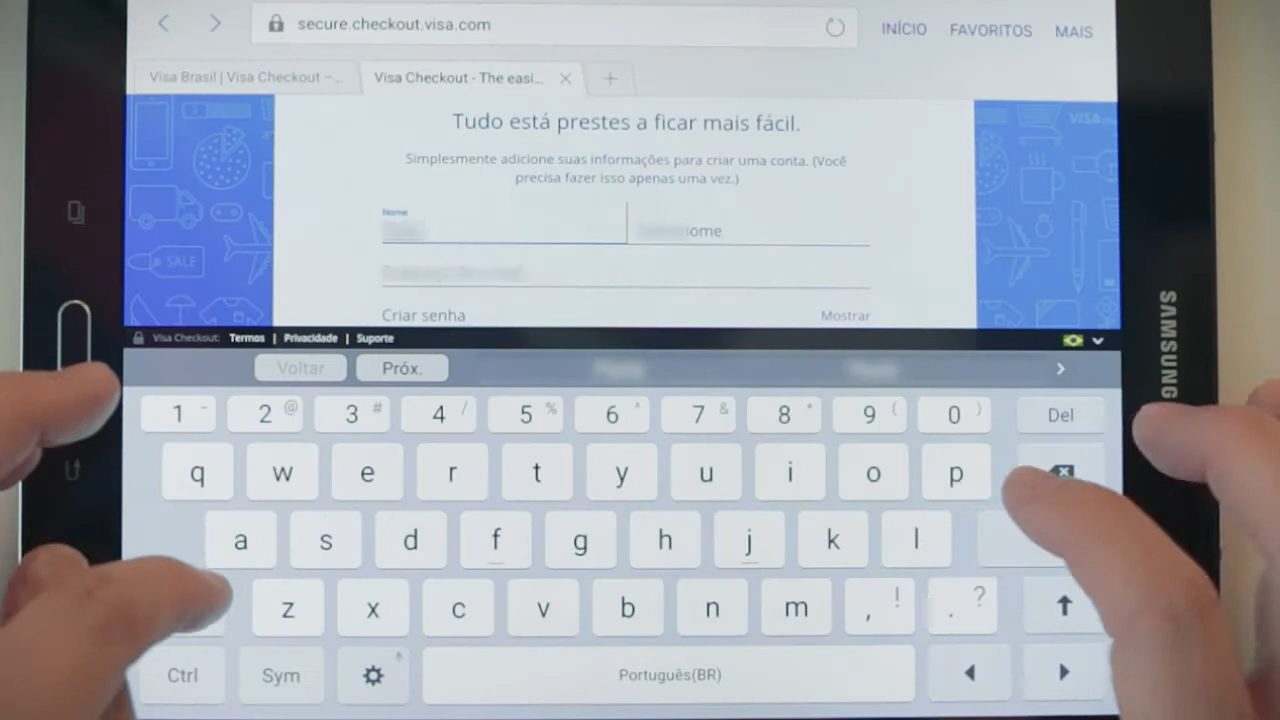 secure.checkout.visa.com
INÍCIO FAVORITOS MAIS
Visa Brasil | Visa Checkout –...
Visa Checkout - The easi...
VISA
Tudo está prestes a ficar mais fácil.
Simplesmente adicione suas informações para criar uma conta. (Você
precisa fazer isso apenas uma vez.)
Nome
SALE
Criar senha Mostrar
Visa Checkout: Termos | Privacidade | Suporte
SAMSUNG
Voltar Próx.
1 - 2 @ 3 # 4 / 5 % 6 ^ 7 & 8 * 9 ( 0 ) Del
q w e r t y u i o p
a s d f g h j k l
z x c v b n m , ! . ?
Ctrl Sym Português(BR)